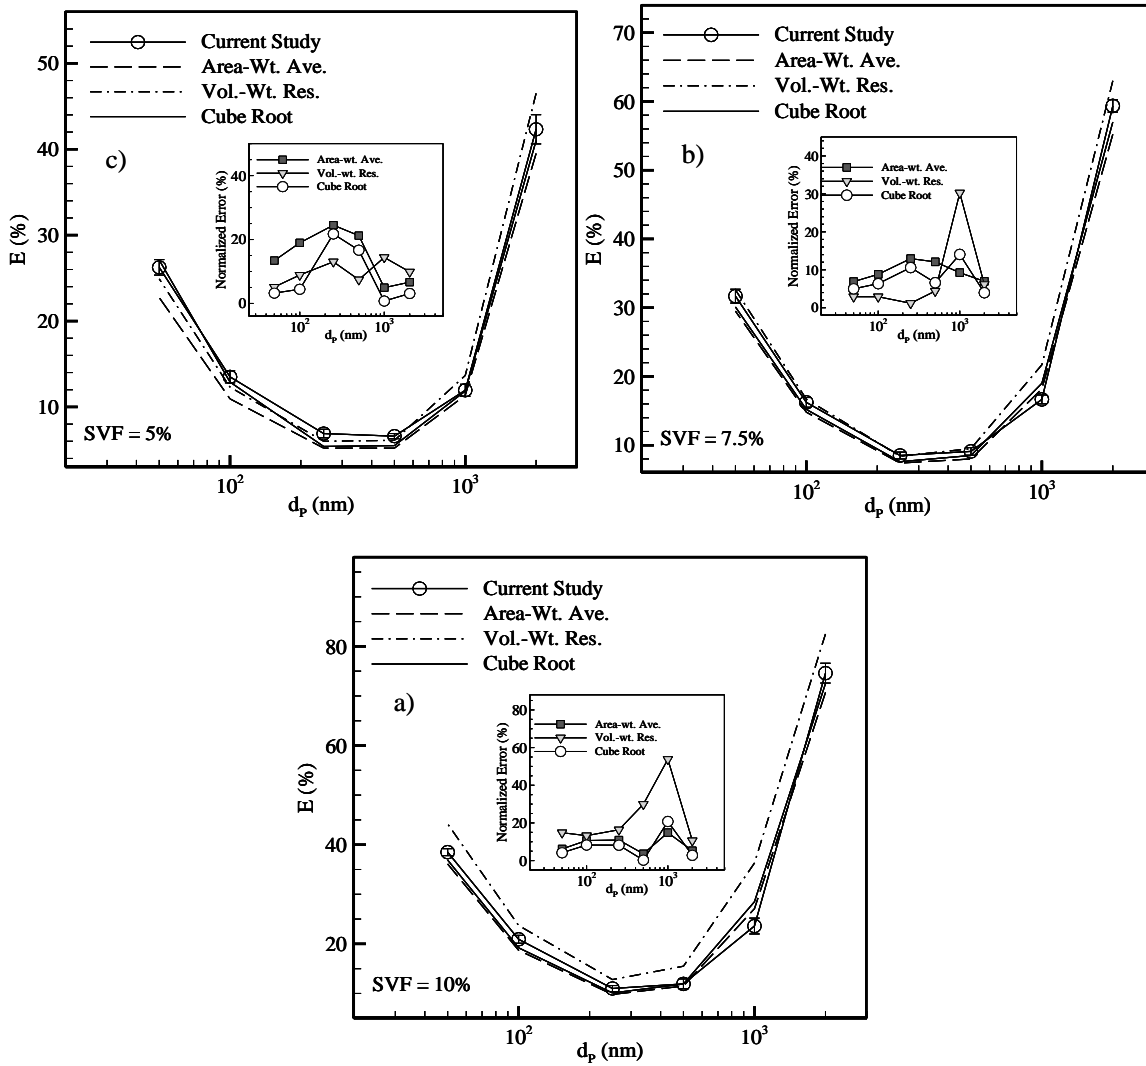 50
40
30
20
10
E (%)
Current Study
Area-Wt. Ave.
Vol.-Wt. Res.
Cube Root
c)
Area-wt. Ave.
Vol.-wt. Res.
Cube Root
40
20
0
Normalized Error (%)
10² 10³
dₚ (nm)
SVF = 5%
10² 10³
dₚ (nm)
70
60
50
40
30
20
10
E (%)
Current Study
Area-Wt. Ave.
Vol.-Wt. Res.
Cube Root
b)
Area-wt. Ave.
Vol.-wt. Res.
Cube Root
40
30
20
10
0
Normalized Error (%)
10² 10³
dₚ (nm)
SVF = 7.5%
10² 10³
dₚ (nm)
80
60
40
20
E (%)
Current Study
Area-Wt. Ave.
Vol.-Wt. Res.
Cube Root
a)
Area-wt. Ave.
Vol.-wt. Res.
Cube Root
80
60
40
20
0
Normalized Error (%)
10² 10³
dₚ (nm)
SVF = 10%
10² 10³
dₚ (nm)